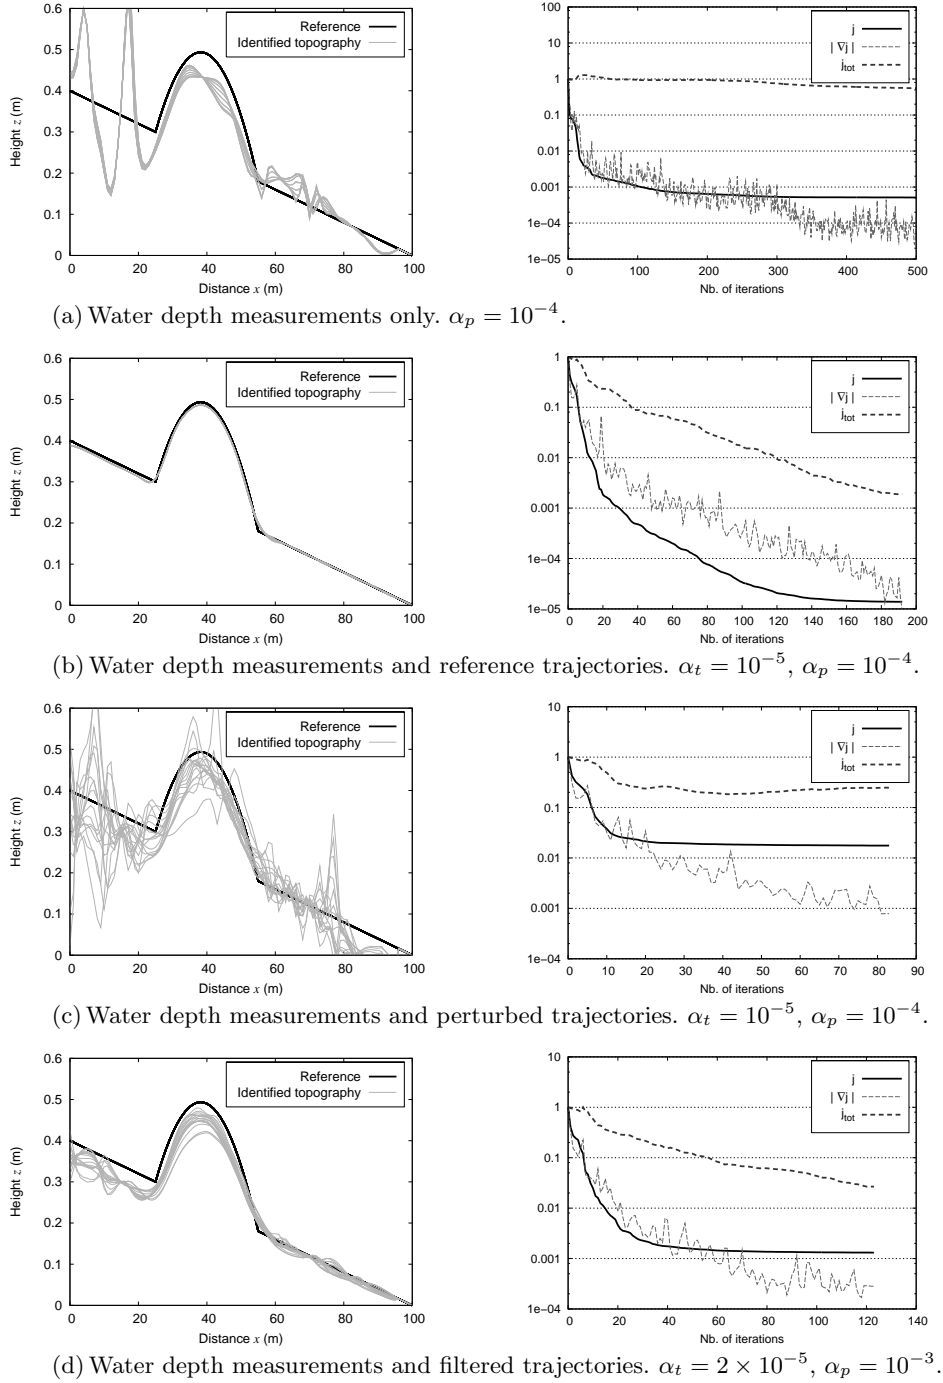 0.6
0.5
0.4
0.3
0.2
0.1
0
0 20 40 60 80 100
Height z (m)
Distance x (m)
Reference
Identified topography
100
10
1
0.1
0.01
0.001
1e−04
1e−05
0 100 200 300 400 500
Nb. of iterations
j
| ∇j |
j_tot
(a) Water depth measurements only. α_p = 10⁻⁴.
0.6
0.5
0.4
0.3
0.2
0.1
0
0 20 40 60 80 100
Height z (m)
Distance x (m)
Reference
Identified topography
1
0.1
0.01
0.001
1e−04
1e−05
0 20 40 60 80 100 120 140 160 180 200
Nb. of iterations
j
| ∇j |
j_tot
(b) Water depth measurements and reference trajectories. α_t = 10⁻⁵, α_p = 10⁻⁴.
0.6
0.5
0.4
0.3
0.2
0.1
0
0 20 40 60 80 100
Height z (m)
Distance x (m)
Reference
Identified topography
10
1
0.1
0.01
0.001
1e−04
0 10 20 30 40 50 60 70 80 90
Nb. of iterations
j
| ∇j |
j_tot
(c) Water depth measurements and perturbed trajectories. α_t = 10⁻⁵, α_p = 10⁻⁴.
0.6
0.5
0.4
0.3
0.2
0.1
0
0 20 40 60 80 100
Height z (m)
Distance x (m)
Reference
Identified topography
10
1
0.1
0.01
0.001
1e−04
0 20 40 60 80 100 120 140
Nb. of iterations
j
| ∇j |
j_tot
(d) Water depth measurements and filtered trajectories. α_t = 2 × 10⁻⁵, α_p = 10⁻³.